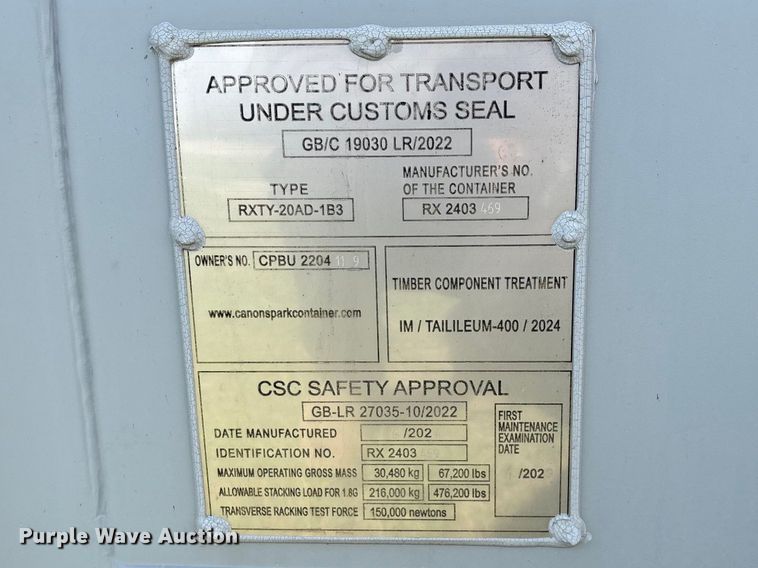 APPROVED FOR TRANSPORT
UNDER CUSTOMS SEAL
GB/C 19030 LR/2022
TYPE
RXTY-20AD-1B3
MANUFACTURER'S NO.
OF THE CONTAINER
RX 2403 469
OWNER'S NO. CPBU 2204
www.canonsparkcontainer.com
TIMBER COMPONENT TREATMENT
IM / TAILILEUM-400 / 2024
CSC SAFETY APPROVAL
GB-LR 27035-10/2022
DATE MANUFACTURED /202
IDENTIFICATION NO. RX 2403
MAXIMUM OPERATING GROSS MASS 30,480 kg 67,200 lbs
ALLOWABLE STACKING LOAD FOR 1.8G 216,000 kg 476,200 lbs
TRANSVERSE RACKING TEST FORCE 150,000 newtons
FIRST
MAINTENANCE
EXAMINATION
DATE
/202
Purple Wave Auction